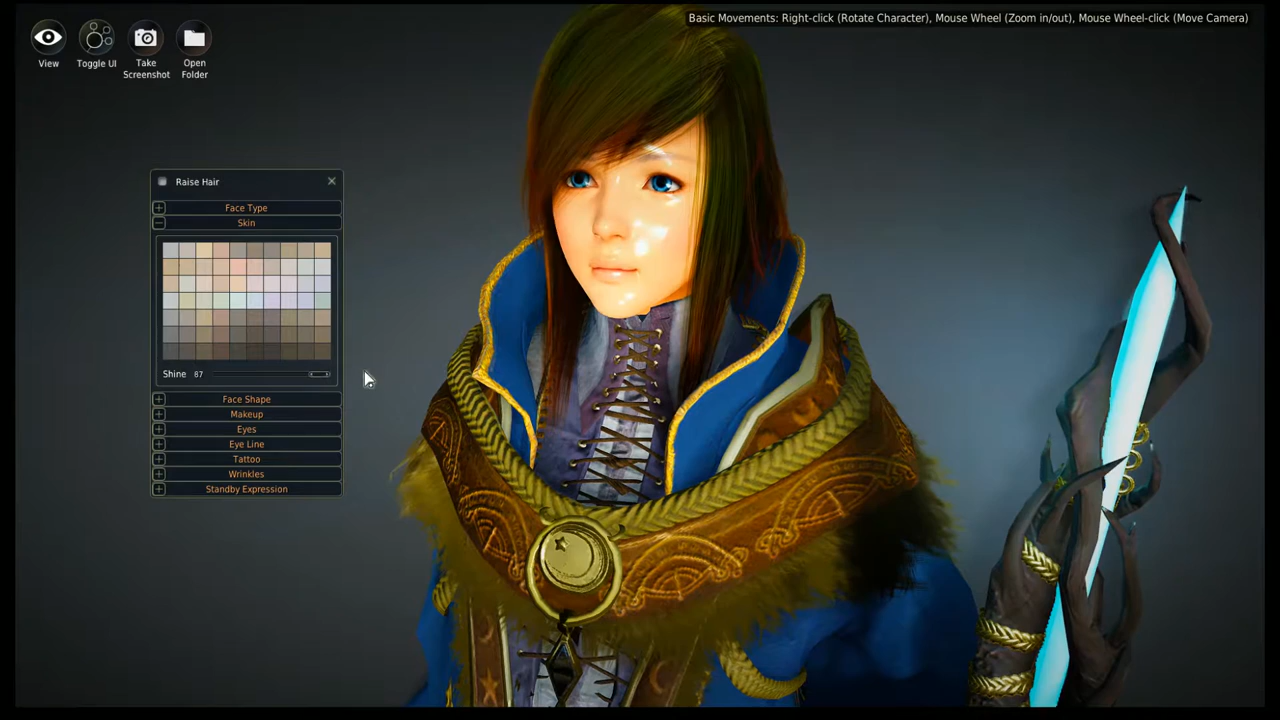 Basic Movements: Right-click (Rotate Character), Mouse Wheel (Zoom in/out), Mouse Wheel-click (Move Camera)
View
Toggle UI
Take
Screenshot
Open
Folder
Raise Hair
Face Type
Skin
Shine 87
Face Shape
Makeup
Eyes
Eye Line
Tattoo
Wrinkles
Standby Expression